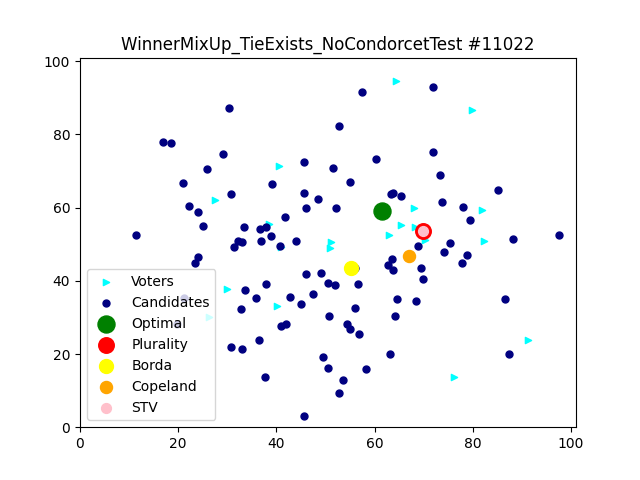 WinnerMixUp_TieExists_NoCondorcetTest #11022
100
80
60
40
20
0
Voters
Candidates
Optimal
Plurality
Borda
Copeland
STV
0 20 40 60 80 100